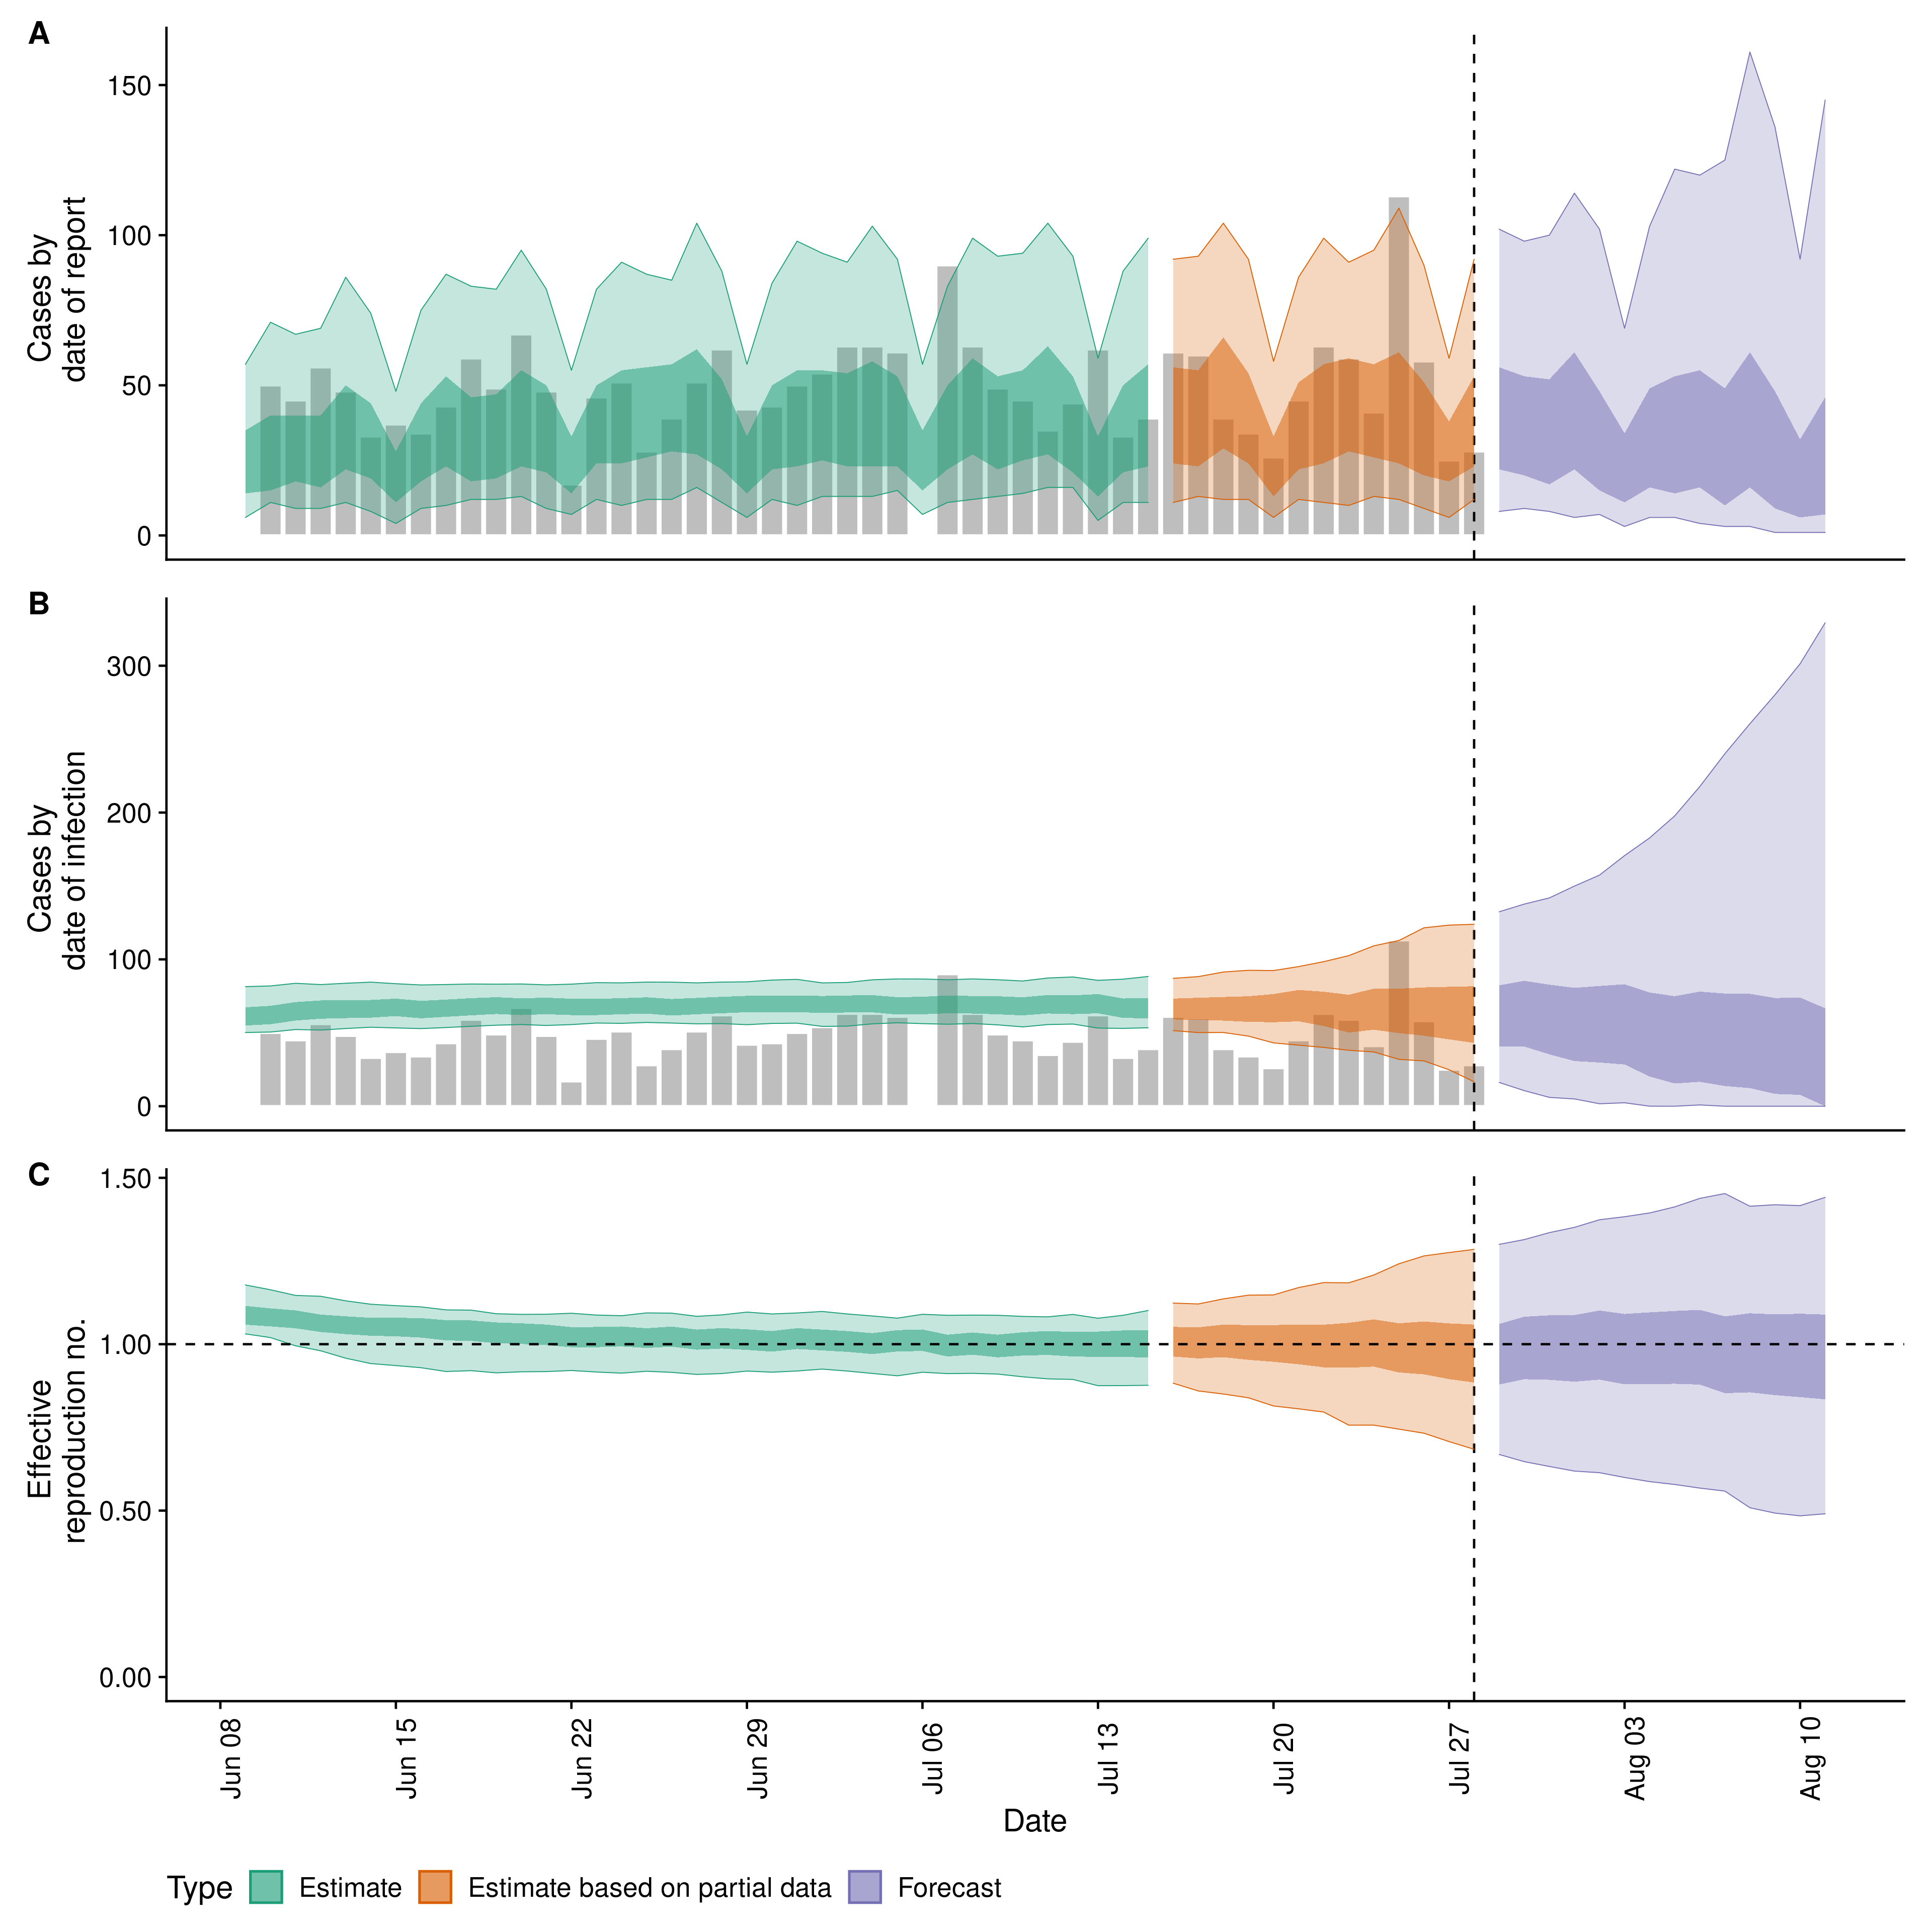 A
Cases by
date of report
150
100
50
0
B
Cases by
date of infection
300
200
100
0
C
Effective
reproduction no.
1.50
1.00
0.50
0.00
Jun 08
Jun 15
Jun 22
Jun 29
Jul 06
Jul 13
Jul 20
Jul 27
Aug 03
Aug 10
Date
Type Estimate Estimate based on partial data Forecast